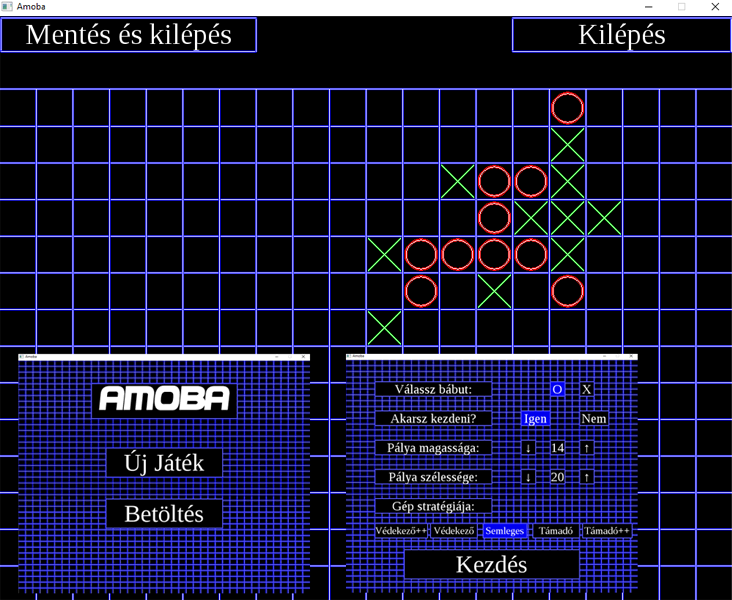 Amoba
Mentés és kilépés
Kilépés
AMOBA
Új Játék
Betöltés
Válassz bábut: O X
Akarsz kezdeni? Igen Nem
Pálya magassága: ↓ 14 ↑
Pálya szélessége: ↓ 20 ↑
Gép stratégiája:
Védekező++ Védekező Semleges Támadó Támadó++
Kezdés